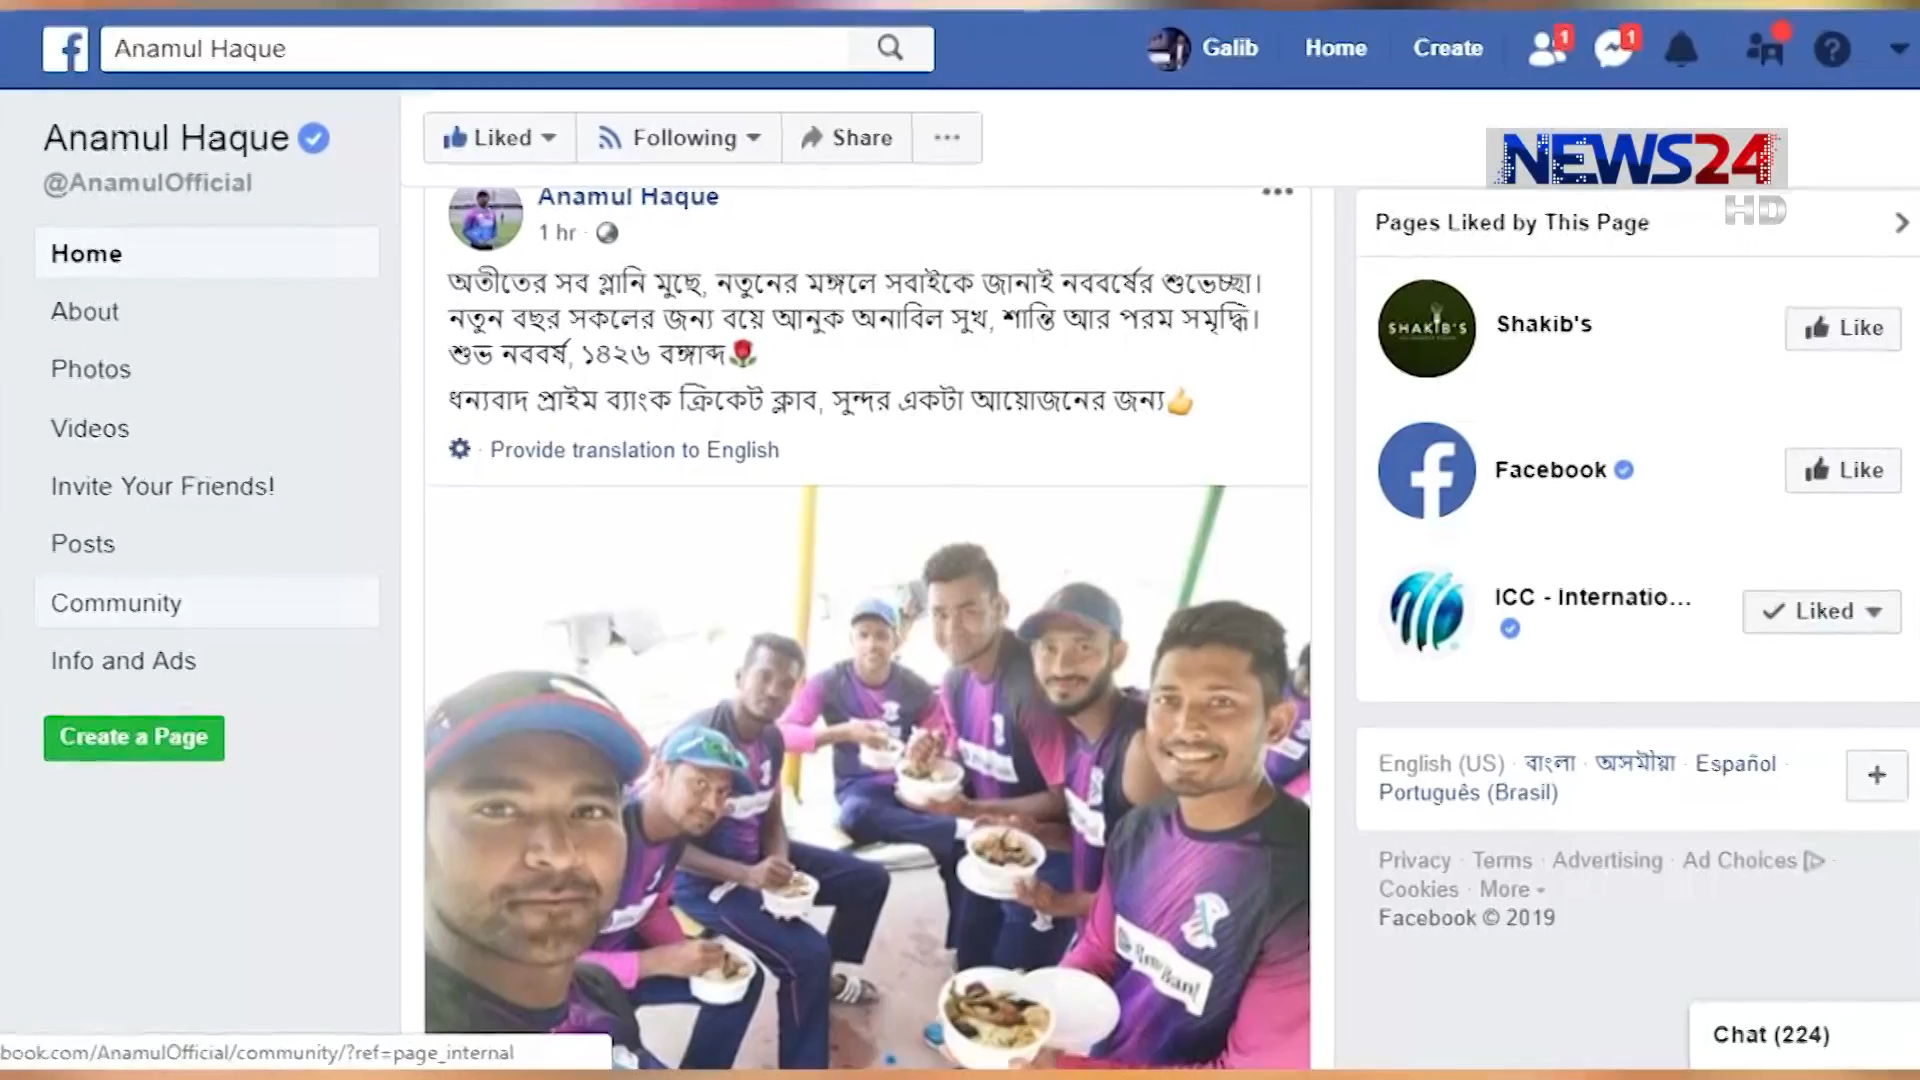 Anamul Haque
Galib
Home
Create
1
1
Anamul Haque
@AnamulOfficial
Home
About
Photos
Videos
Invite Your Friends!
Posts
Community
Info and Ads
Create a Page
Liked
Following
Share
NEWS24
HD
Anamul Haque
1 hr
অতীতের সব গ্লানি মুছে, নতুনের মঙ্গলে সবাইকে জানাই নববর্ষের শুভেচ্ছা।
নতুন বছর সকলের জন্য বয়ে আনুক অনাবিল সুখ, শান্তি আর পরম সমৃদ্ধি।
শুভ নববর্ষ, ১৪২৬ বঙ্গাব্দ🌹
ধন্যবাদ প্রাইম ব্যাংক ক্রিকেট ক্লাব, সুন্দর একটা আয়োজনের জন্য👍
Provide translation to English
Pages Liked by This Page
SHAKIB'S
Shakib's
Like
Facebook
Like
ICC - Internatio...
Liked
English (US) · বাংলা · অসমীয়া · Español ·
Português (Brasil)
Privacy · Terms · Advertising · Ad Choices ·
Cookies · More
Facebook © 2019
Chat (224)
book.com/AnamulOfficial/community/?ref=page_internal